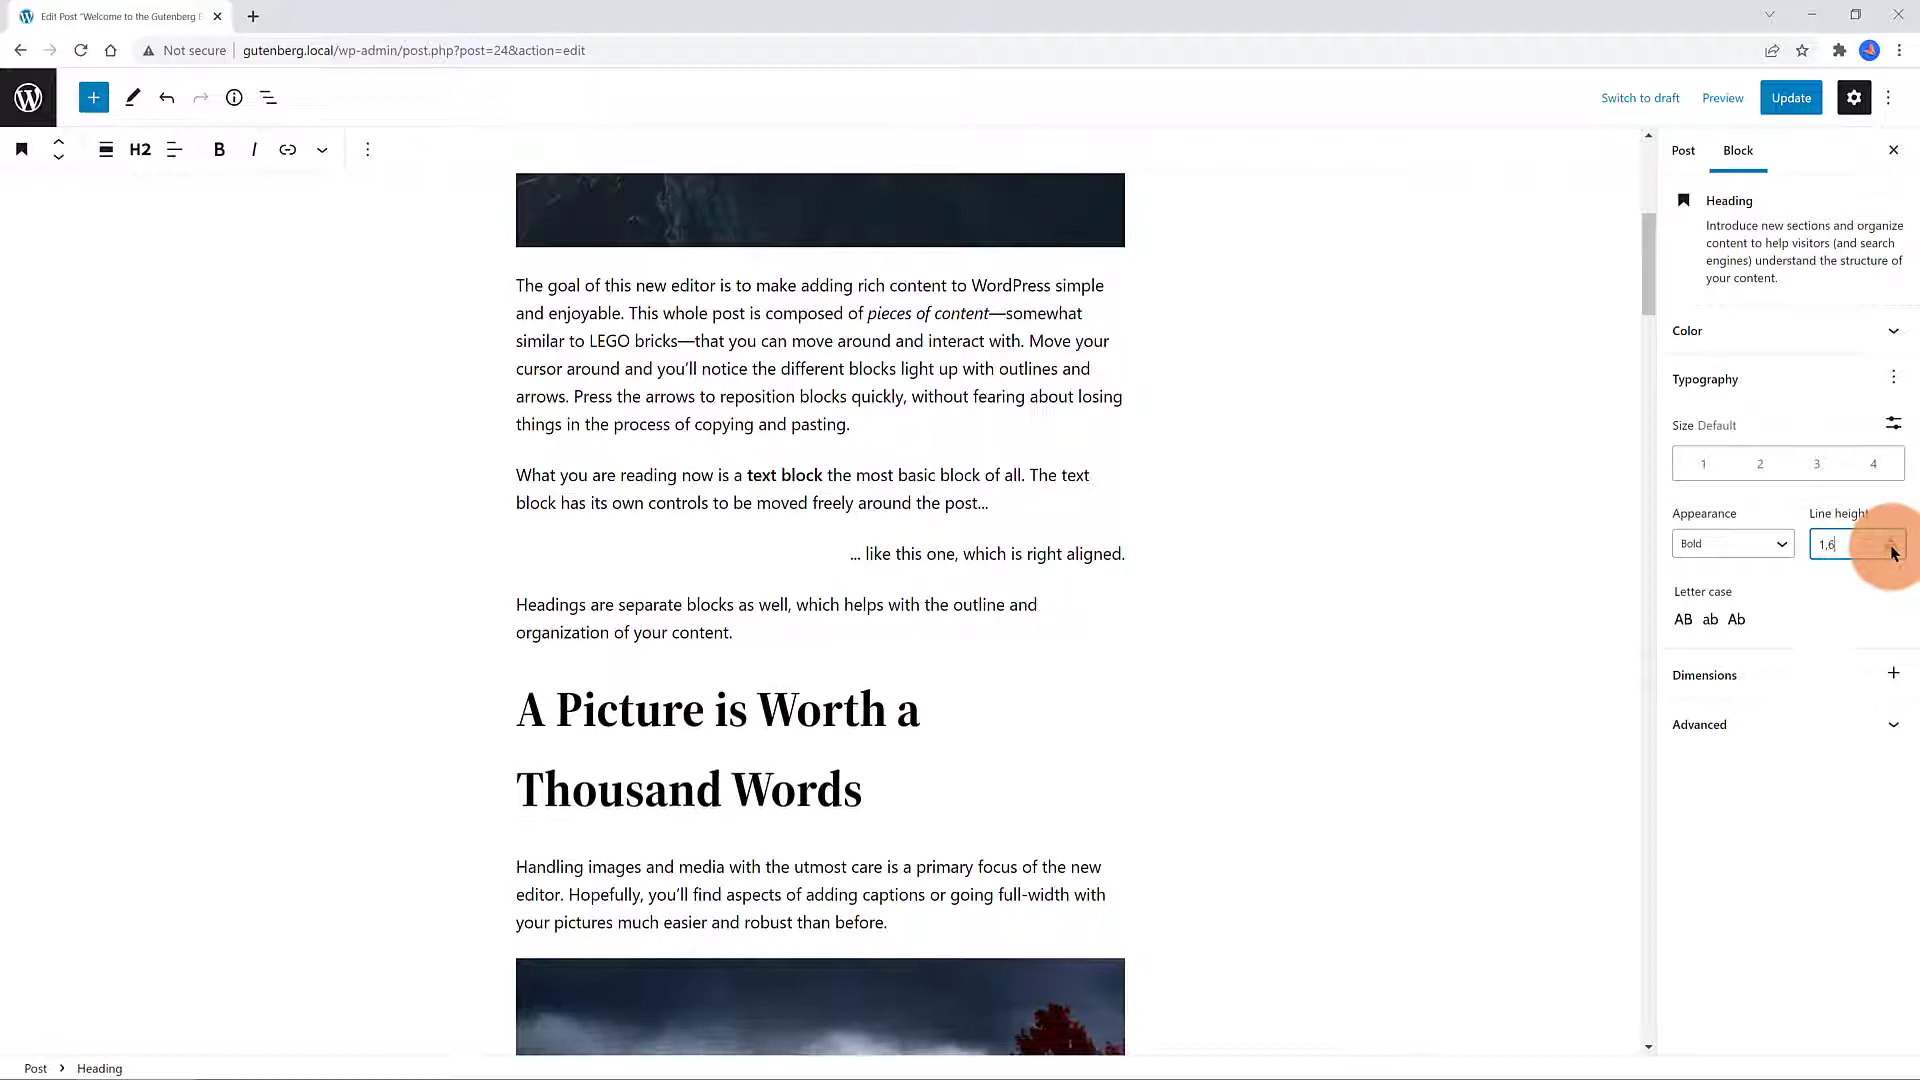 Edit Post "Welcome to the Gutenberg E
Not secure
gutenberg.local/wp-admin/post.php?post=24&action=edit
Switch to draft
Preview
Update
H2
B
I
Post
Block
Heading
Introduce new sections and organize
content to help visitors (and search
engines) understand the structure of
your content.
Color
Typography
Size Default
1 2 3 4
Appearance
Line height
Bold
1,6
Letter case
AB ab Ab
Dimensions
Advanced
The goal of this new editor is to make adding rich content to WordPress simple
and enjoyable. This whole post is composed of pieces of content—somewhat
similar to LEGO bricks—that you can move around and interact with. Move your
cursor around and you’ll notice the different blocks light up with outlines and
arrows. Press the arrows to reposition blocks quickly, without fearing about losing
things in the process of copying and pasting.
What you are reading now is a text block the most basic block of all. The text
block has its own controls to be moved freely around the post...
... like this one, which is right aligned.
Headings are separate blocks as well, which helps with the outline and
organization of your content.
A Picture is Worth a
Thousand Words
Handling images and media with the utmost care is a primary focus of the new
editor. Hopefully, you’ll find aspects of adding captions or going full-width with
your pictures much easier and robust than before.
Post
Heading